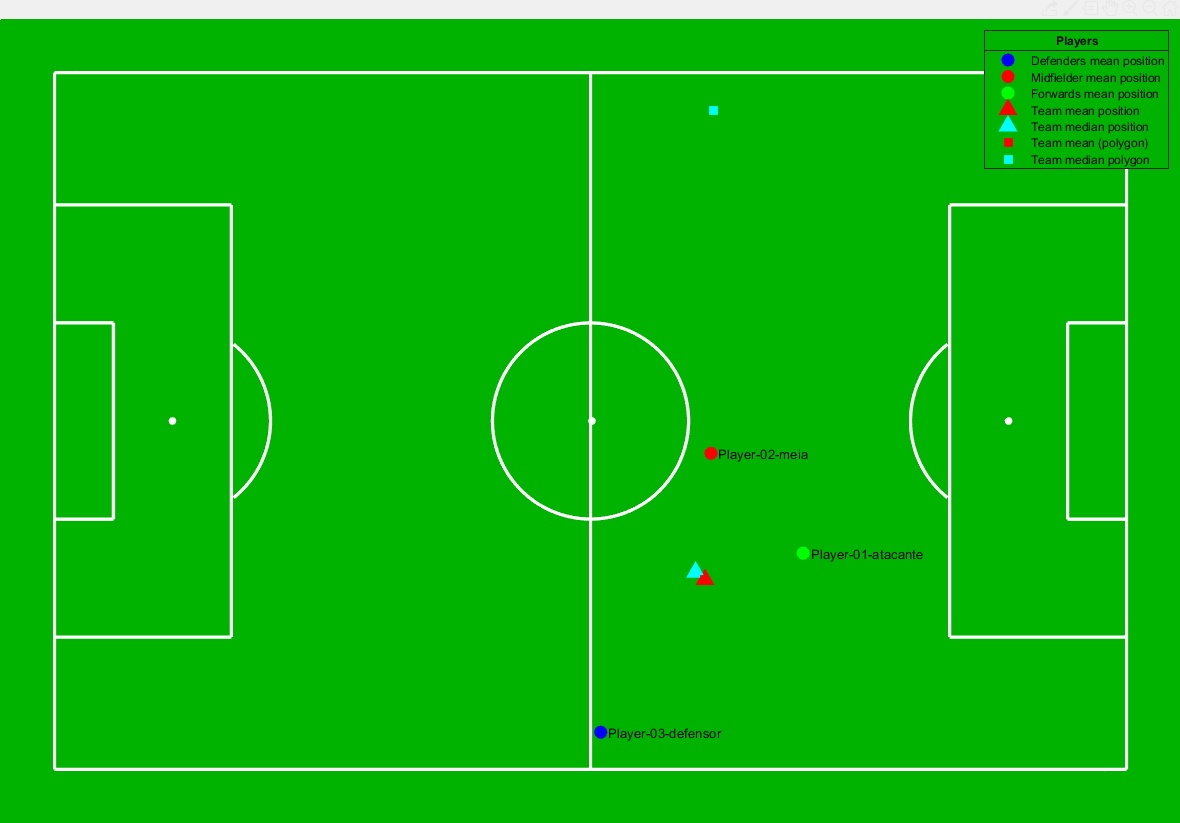 Players
Defenders mean position
Midfielder mean position
Forwards mean position
Team mean position
Team median position
Team mean (polygon)
Team median polygon
Player-02-meia
Player-01-atacante
Player-03-defensor